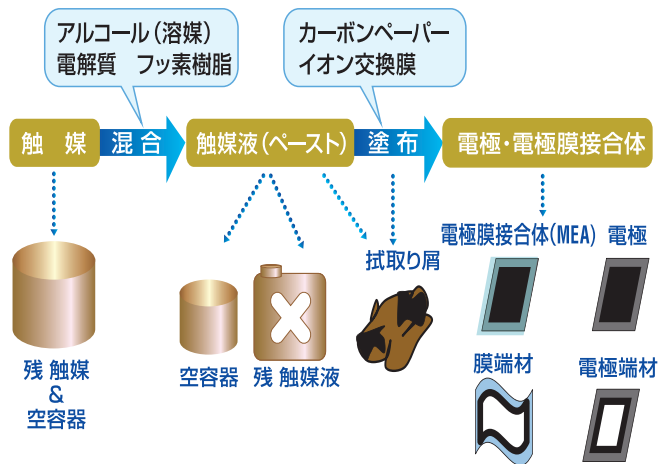 アルコール（溶媒）
電解質　フッ素樹脂
カーボンペーパー
イオン交換膜
触　媒
混合
触媒液（ペースト）
塗布
電極・電極膜接合体
電極膜接合体（MEA）
電極
拭取り屑
残 触媒
&
空容器
空容器
残 触媒液
膜端材
電極端材